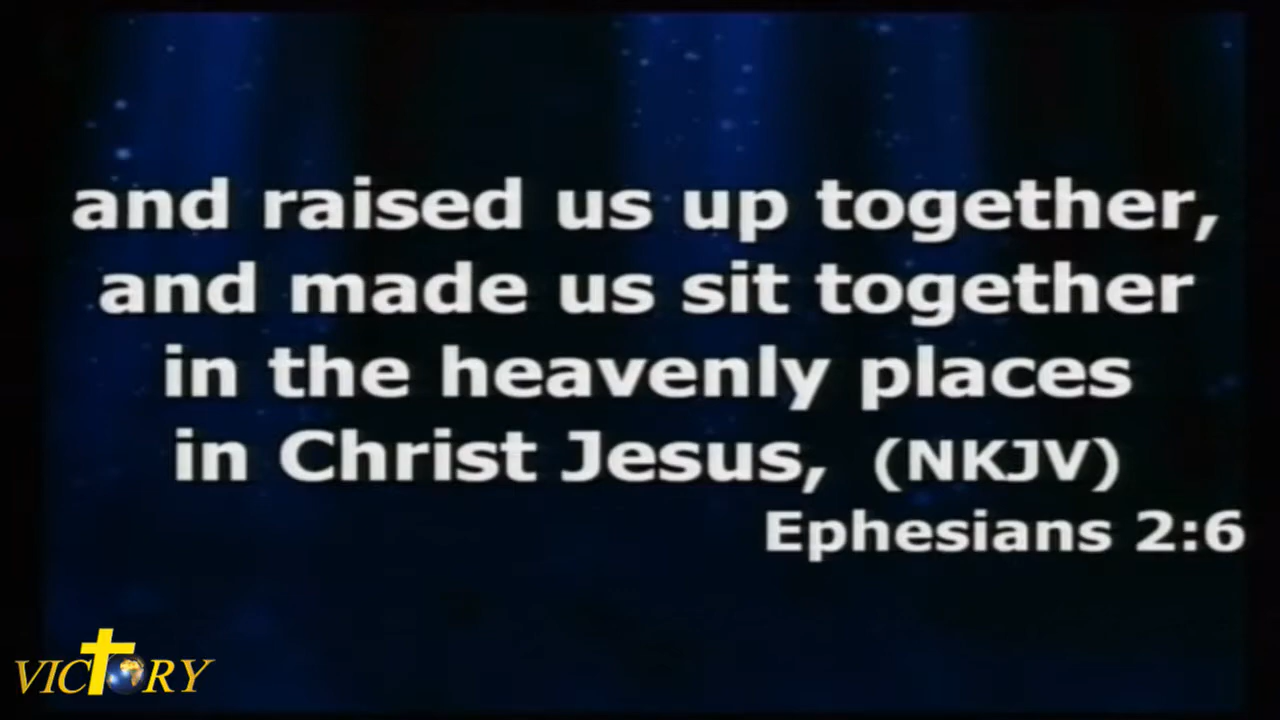 and raised us up together,
and made us sit together
in the heavenly places
in Christ Jesus, (NKJV)
Ephesians 2:6
VICTORY